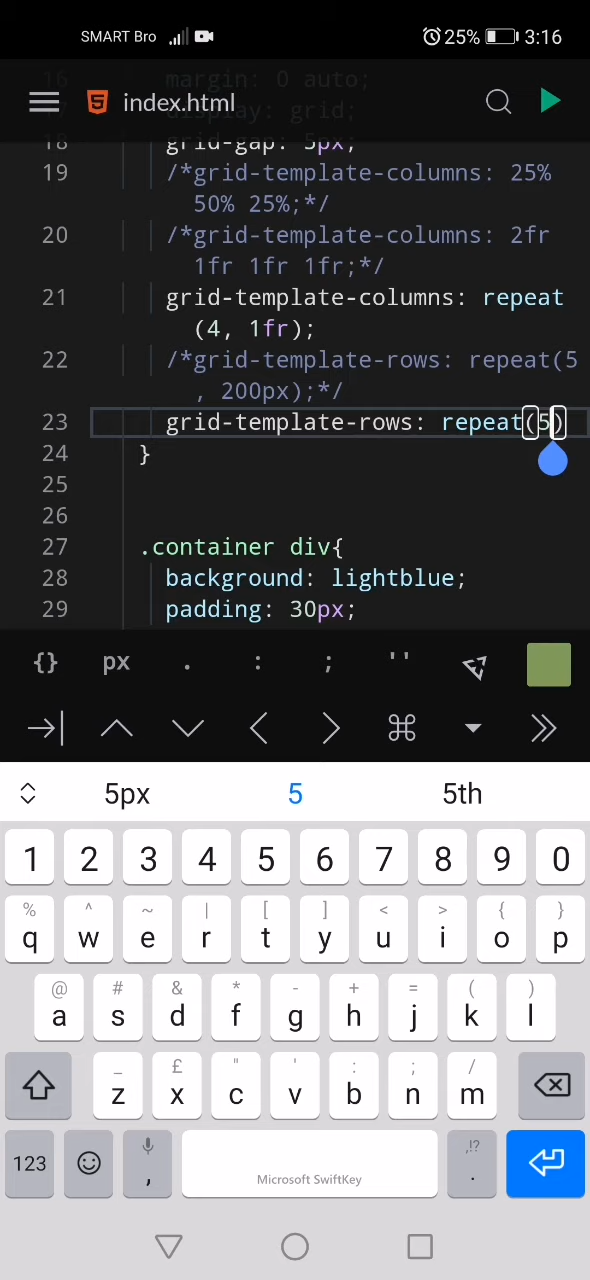 SMART Bro 25% 3:16
16 margin: 0 auto;
17 display: grid;
index.html
18 grid-gap: 5px;
19 /*grid-template-columns: 25%
50% 25%;*/
20 /*grid-template-columns: 2fr
1fr 1fr 1fr;*/
21 grid-template-columns: repeat
(4, 1fr);
22 /*grid-template-rows: repeat(5
, 200px);*/
23 grid-template-rows: repeat(5)
24 }
25
26
27 .container div{
28 background: lightblue;
29 padding: 30px;
{} px . : ; ''
5px 5 5th
1 2 3 4 5 6 7 8 9 0
% ^ ~ | [ ] < > { }
q w e r t y u i o p
@ # & * - + = ( )
a s d f g h j k l
_ £ " ' : ; /
z x c v b n m
123 , Microsoft SwiftKey ,!? .